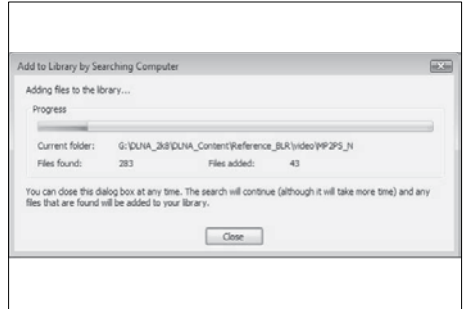 Add to Library by Searching Computer
Adding files to the library...
Progress
Current folder: G:\DLNA_2k8\DLNA_Content\Reference_BLR\video\MP2PS_N
Files found: 283 Files added: 43
You can close this dialog box at any time. The search will continue (although it will take more time) and any
files that are found will be added to your library.
Close